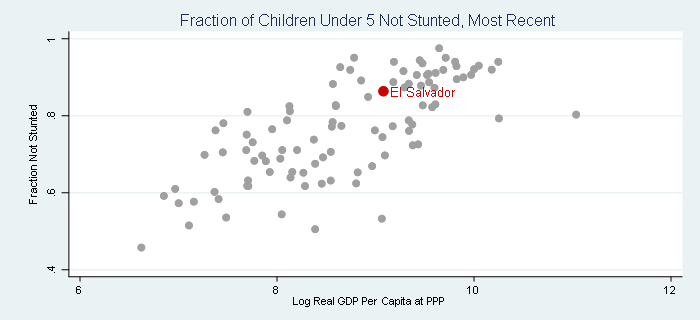 Fraction of Children Under 5 Not Stunted, Most Recent
Fraction Not Stunted
1
.8
.6
.4
El Salvador
6 8 10 12
Log Real GDP Per Capita at PPP